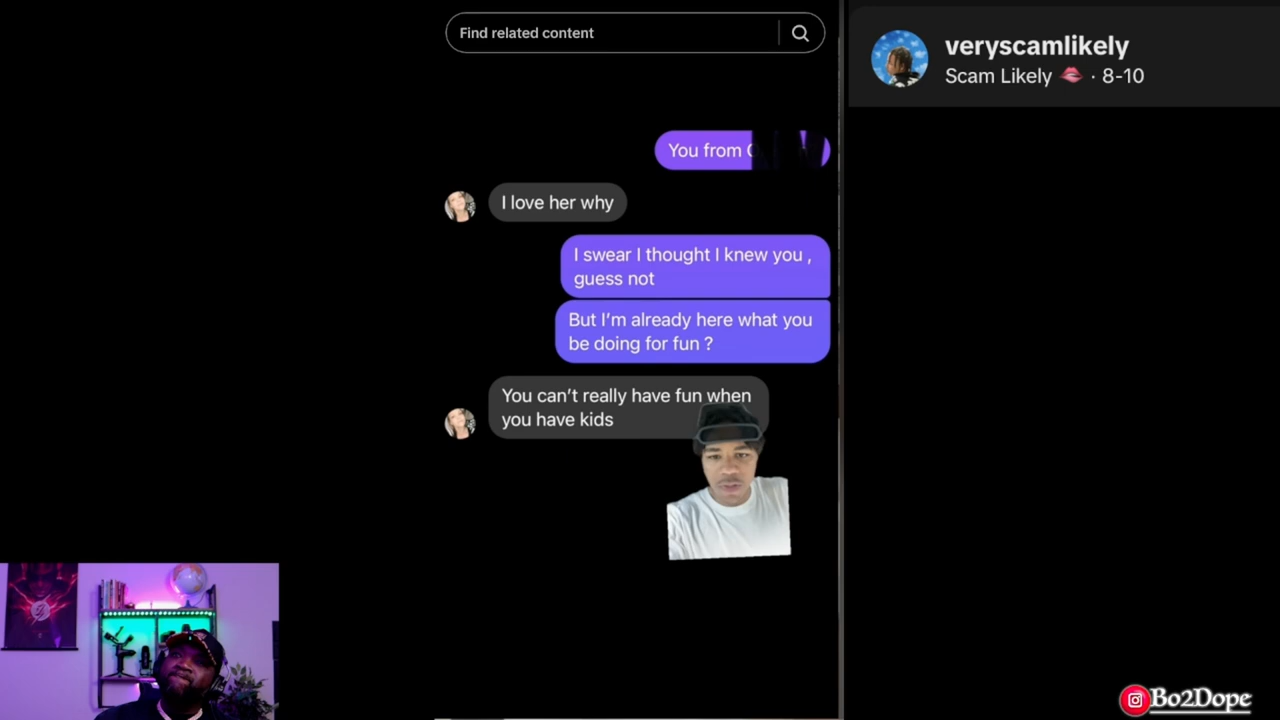 Find related content
veryscamlikely
Scam Likely 💋 · 8-10
You from
I love her why
I swear I thought I knew you ,
guess not
But I'm already here what you
be doing for fun ?
You can't really have fun when
you have kids
Bo2Dope